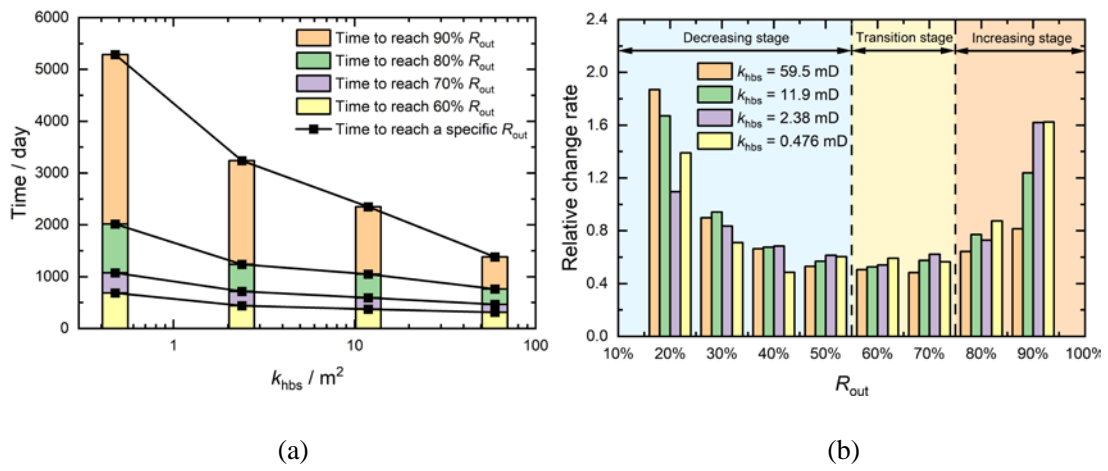 6000
5000
4000
3000
2000
1000
0
Time / day
Time to reach 90% R_out
Time to reach 80% R_out
Time to reach 70% R_out
Time to reach 60% R_out
Time to reach a specific R_out
1 10 100
k_hbs / m²
(a)
2.4
2.0
1.6
1.2
0.8
0.4
0.0
Relative change rate
Decreasing stage Transition stage Increasing stage
k_hbs = 59.5 mD
k_hbs = 11.9 mD
k_hbs = 2.38 mD
k_hbs = 0.476 mD
10% 20% 30% 40% 50% 60% 70% 80% 90% 100%
R_out
(b)